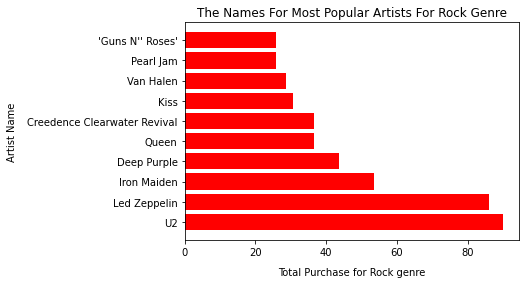 The Names For Most Popular Artists For Rock Genre
'Guns N'' Roses'
Pearl Jam
Van Halen
Kiss
Creedence Clearwater Revival
Queen
Deep Purple
Iron Maiden
Led Zeppelin
U2
Artist Name
0 20 40 60 80
Total Purchase for Rock genre